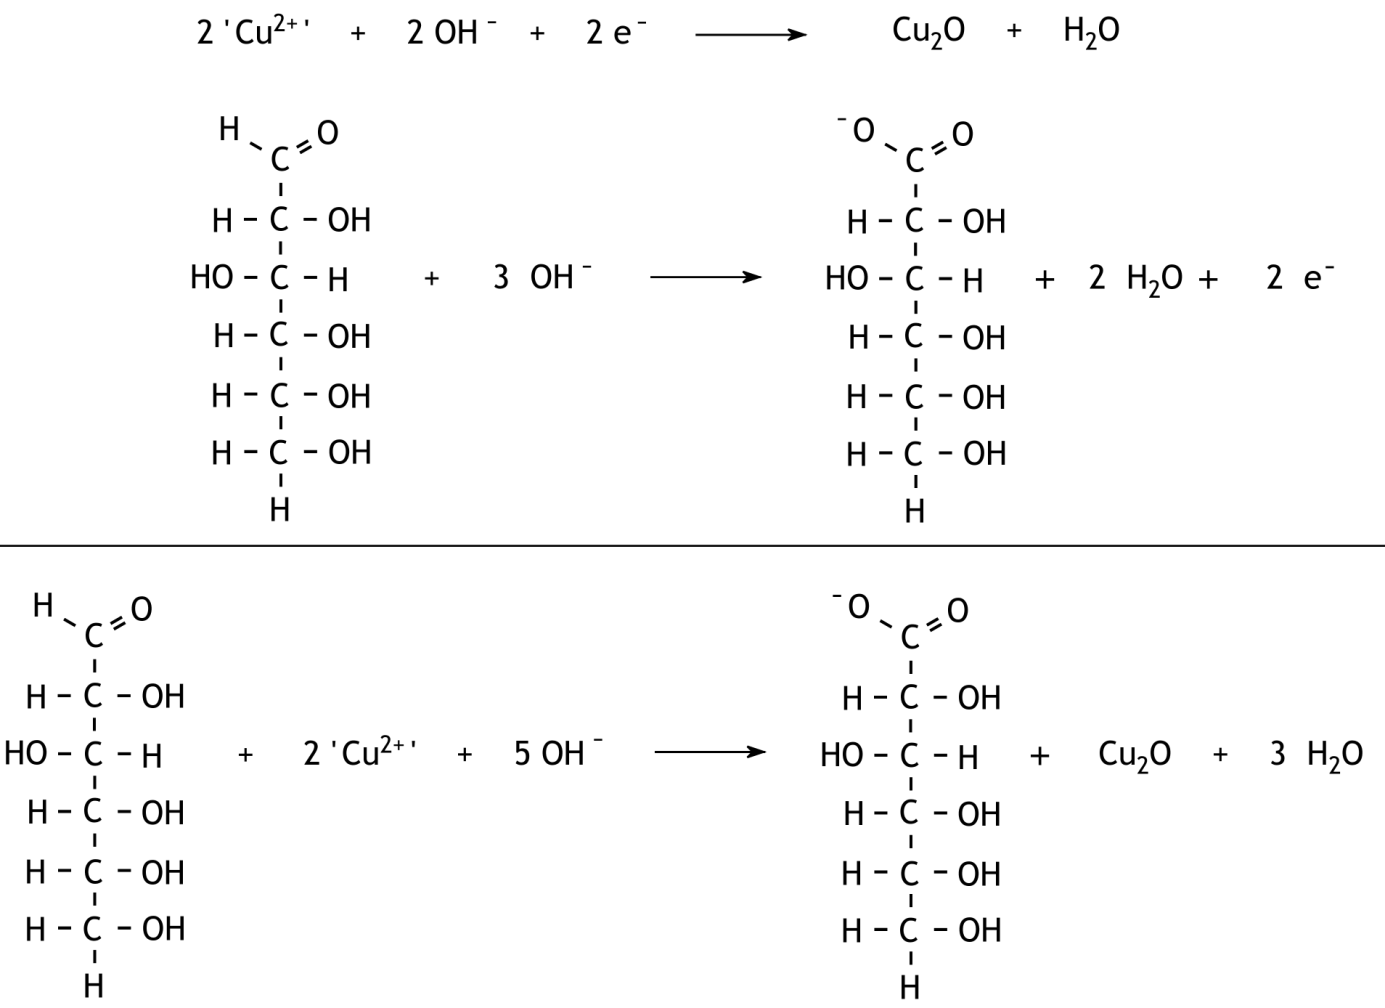 2 'Cu²⁺' + 2 OH⁻ + 2 e⁻ ⟶ Cu₂O + H₂O
H O ⁻O O
C C
H – C – OH H – C – OH
HO – C – H + 3 OH⁻ ⟶ HO – C – H + 2 H₂O + 2 e⁻
H – C – OH H – C – OH
H – C – OH H – C – OH
H – C – OH H – C – OH
H H
H O ⁻O O
C C
H – C – OH H – C – OH
HO – C – H + 2 'Cu²⁺' + 5 OH⁻ ⟶ HO – C – H + Cu₂O + 3 H₂O
H – C – OH H – C – OH
H – C – OH H – C – OH
H – C – OH H – C – OH
H H